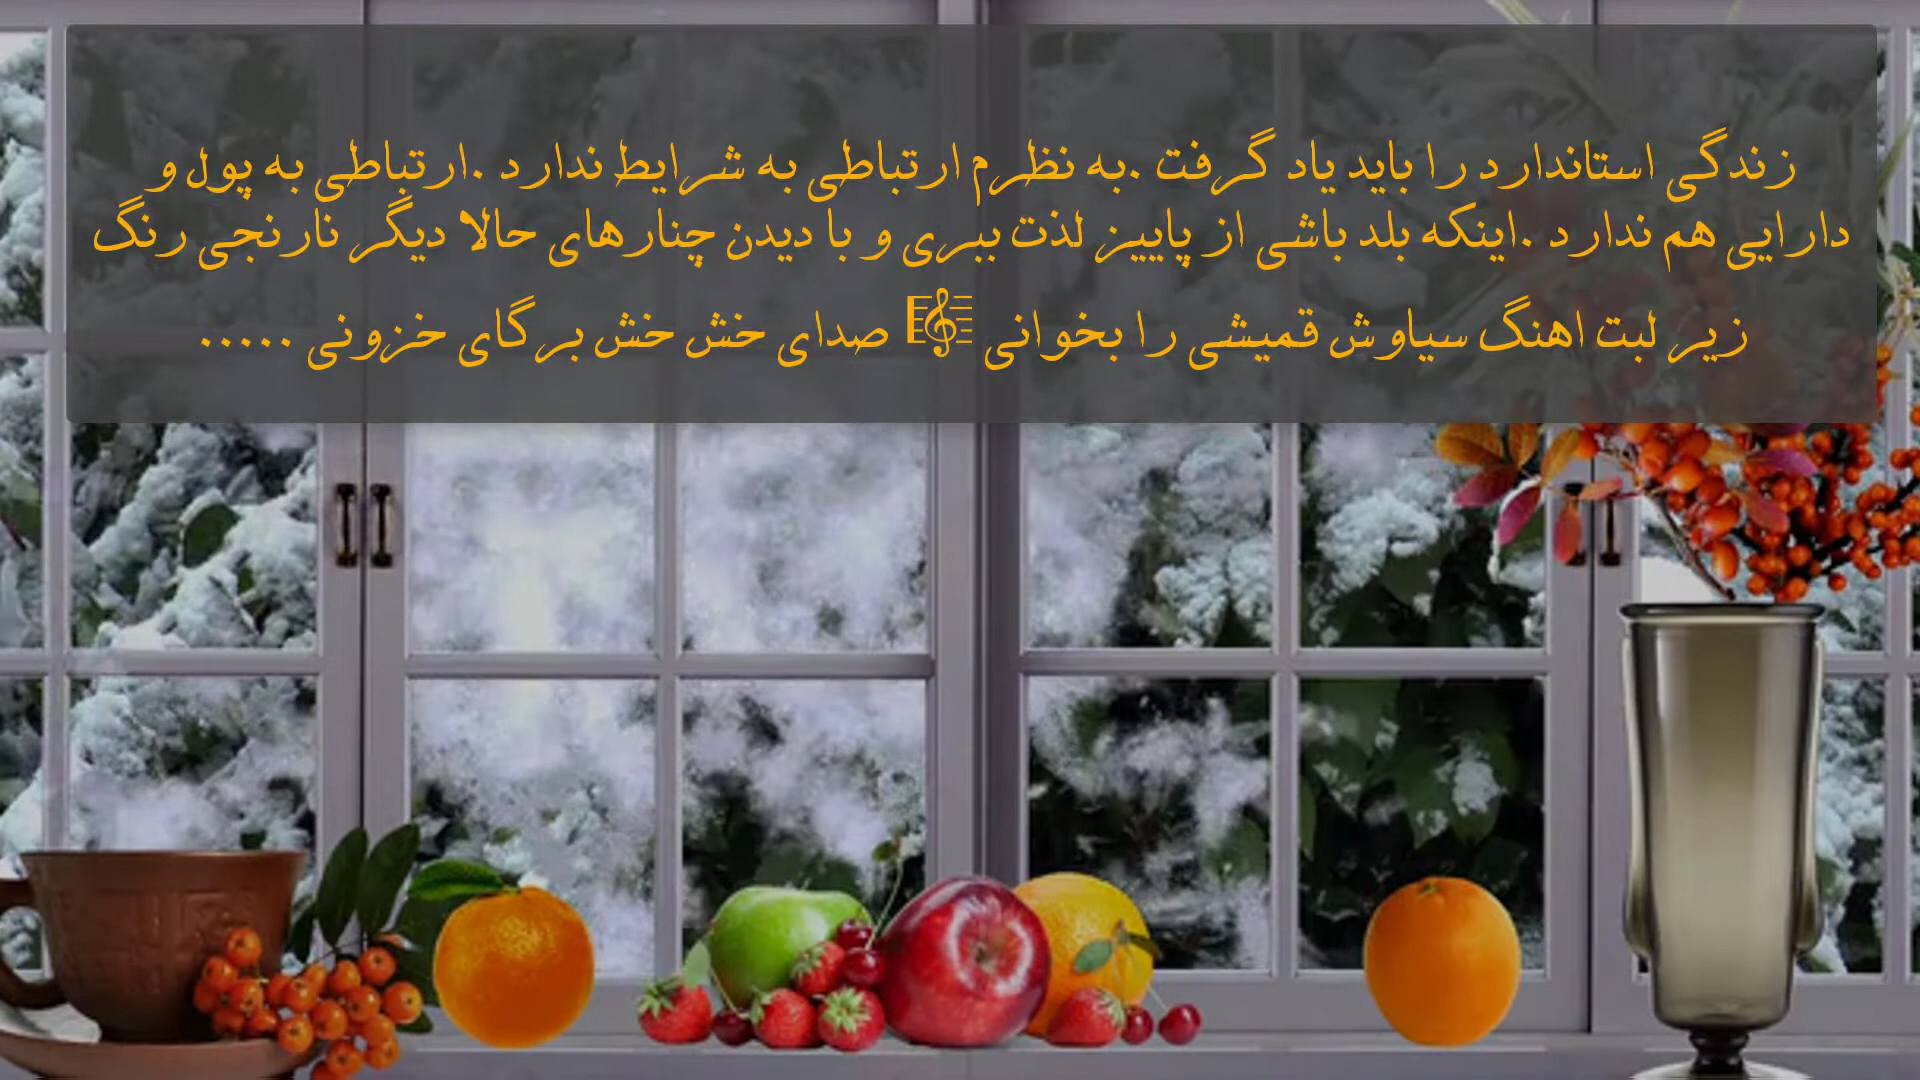 زندگی استاندارد را باید یاد گرفت .به نظرم ارتباطی به شرایط ندارد .ارتباطی به پول و
دارایی هم ندارد .اینکه بلد باشی از پاییز لذت ببری و با دیدن چنارهای حالا دیگر نارنجی رنگ
زیر لبت اهنگ سیاوش قمیشی را بخوانی 🎼 صدای خش خش برگای خزونی .....